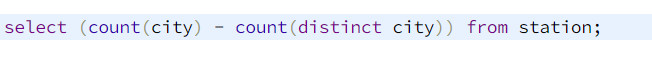 select (count(city) - count(distinct city)) from station;